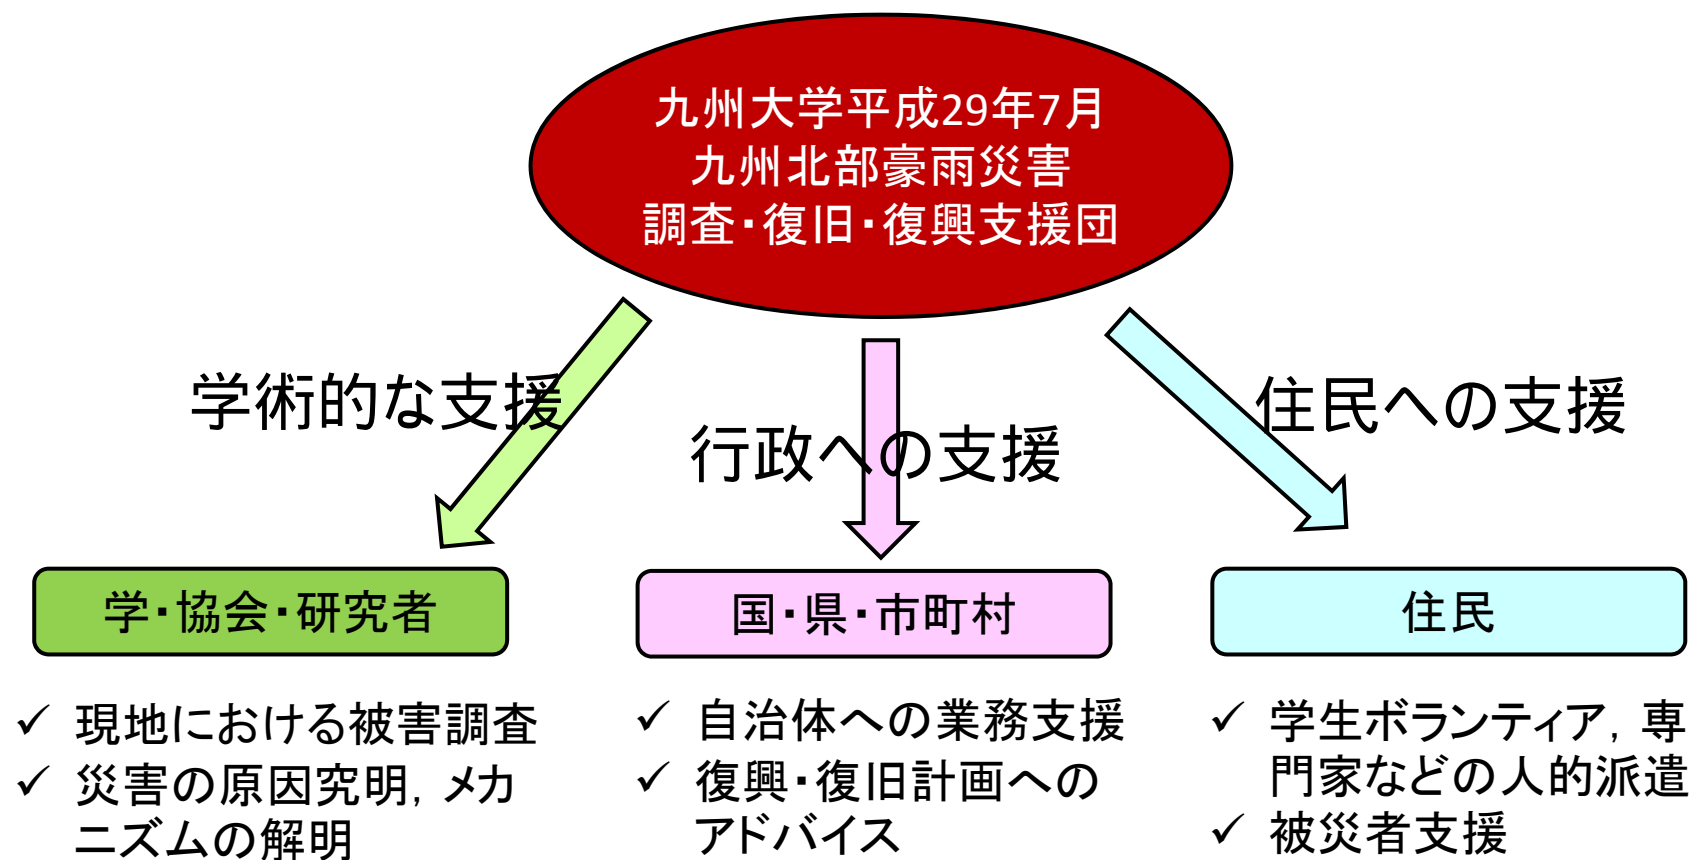 九州大学平成29年7月
九州北部豪雨災害
調査・復旧・復興支援団
学術的な支援
行政への支援
住民への支援
学・協会・研究者
国・県・市町村
住民
✓ 現地における被害調査
✓ 災害の原因究明, メカ
ニズムの解明
✓ 自治体への業務支援
✓ 復興・復旧計画への
アドバイス
✓ 学生ボランティア, 専
門家などの人的派遣
✓ 被災者支援